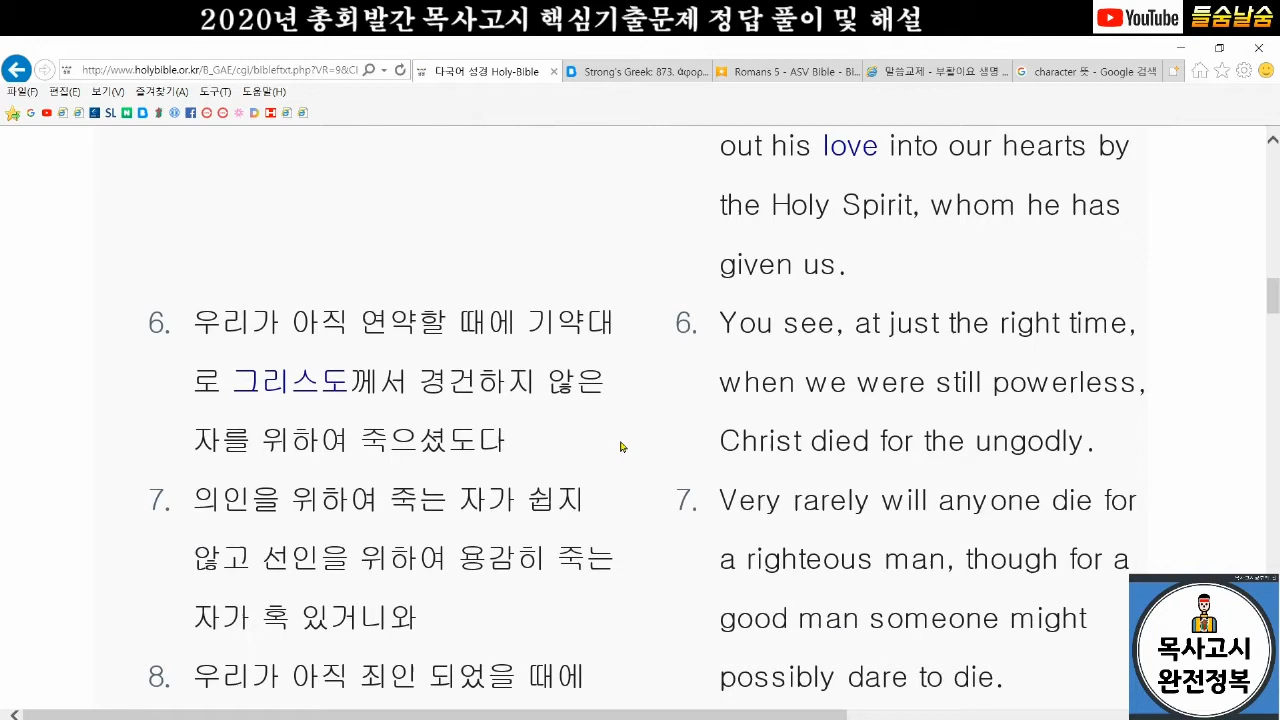 2020년 총회발간 목사고시 핵심기출문제 정답 풀이 및 해설
YouTube
들숨날숨
http://www.holybible.or.kr/B_GAE/cgi/bibleftxt.php?VR=9&CI
다국어 성경 Holy-Bible
Strong's Greek: 873. ἀφορ...
Romans 5 - ASV Bible - Bl...
말씀교제 - 부활이요 생명 ...
character 뜻 - Google 검색
파일(F) 편집(E) 보기(V) 즐겨찾기(A) 도구(T) 도움말(H)
SL
out his love into our hearts by
the Holy Spirit, whom he has
given us.
6. 우리가 아직 연약할 때에 기약대
로 그리스도께서 경건하지 않은
자를 위하여 죽으셨도다
7. 의인을 위하여 죽는 자가 쉽지
않고 선인을 위하여 용감히 죽는
자가 혹 있거니와
8. 우리가 아직 죄인 되었을 때에
6. You see, at just the right time,
when we were still powerless,
Christ died for the ungodly.
7. Very rarely will anyone die for
a righteous man, though for a
good man someone might
possibly dare to die.
목사고시
완전정복